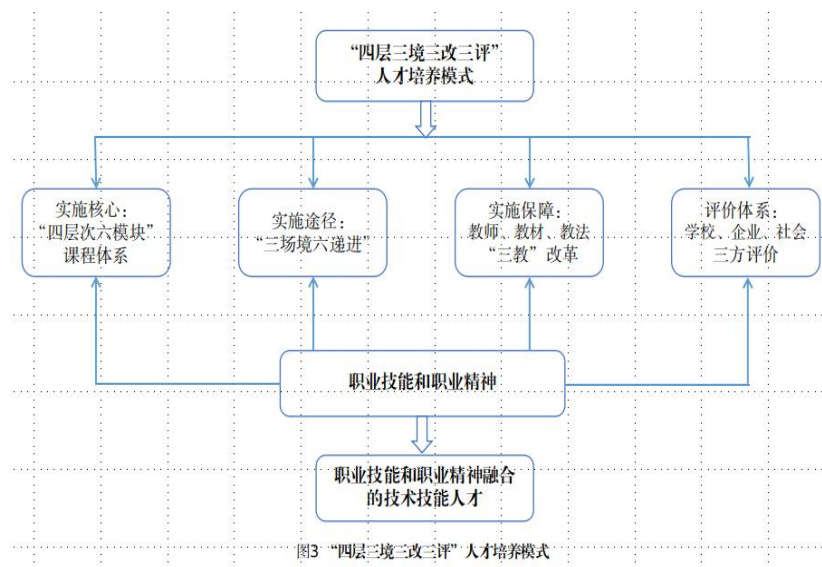 “四层三境三改三评”
人才培养模式
实施核心：
“四层次六模块”
课程体系
实施途径：
“三场境六递进”
实施保障：
教师、教材、教法
“三教”改革
评价体系：
学校、企业、社会
三方评价
职业技能和职业精神
职业技能和职业精神融合
的技术技能人才
图3 “四层三境三改三评”人才培养模式